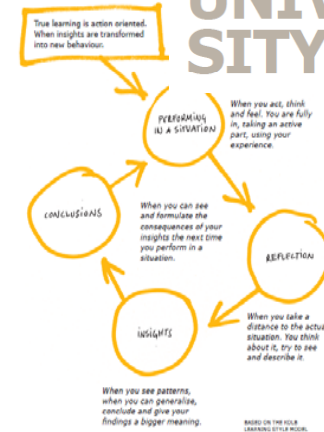 UNIV
SITY
True learning is action oriented.
When insights are transformed
into new behaviour.
PERFORMING
IN A SITUATION
When you act, think
and feel. You are fully
in, taking an active
part, using your
experience.
CONCLUSIONS
When you can see
and formulate the
consequences of your
insights the next time
you perform in a
situation.
REFLECTION
When you take a
distance to the actua
situation. You think
about it, try to see
and describe it.
INSIGHTS
When you see patterns,
when you can generalize,
conclude and give your
findings a bigger meaning.
BASED ON THE KOLB
LEARNING STYLE MODEL